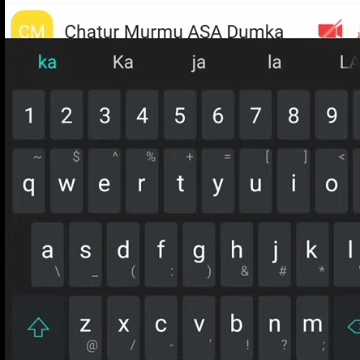 CM Chatur Murmu ASA Dumka
ka Ka ja la
1 2 3 4 5 6 7 8 9
~ $ ^ % + = [ ] <
q w e r t y u i o
a s d f g h j k l
\ _ ( : ) & # *
z x c v b n m
@ / - ' ! ? ;